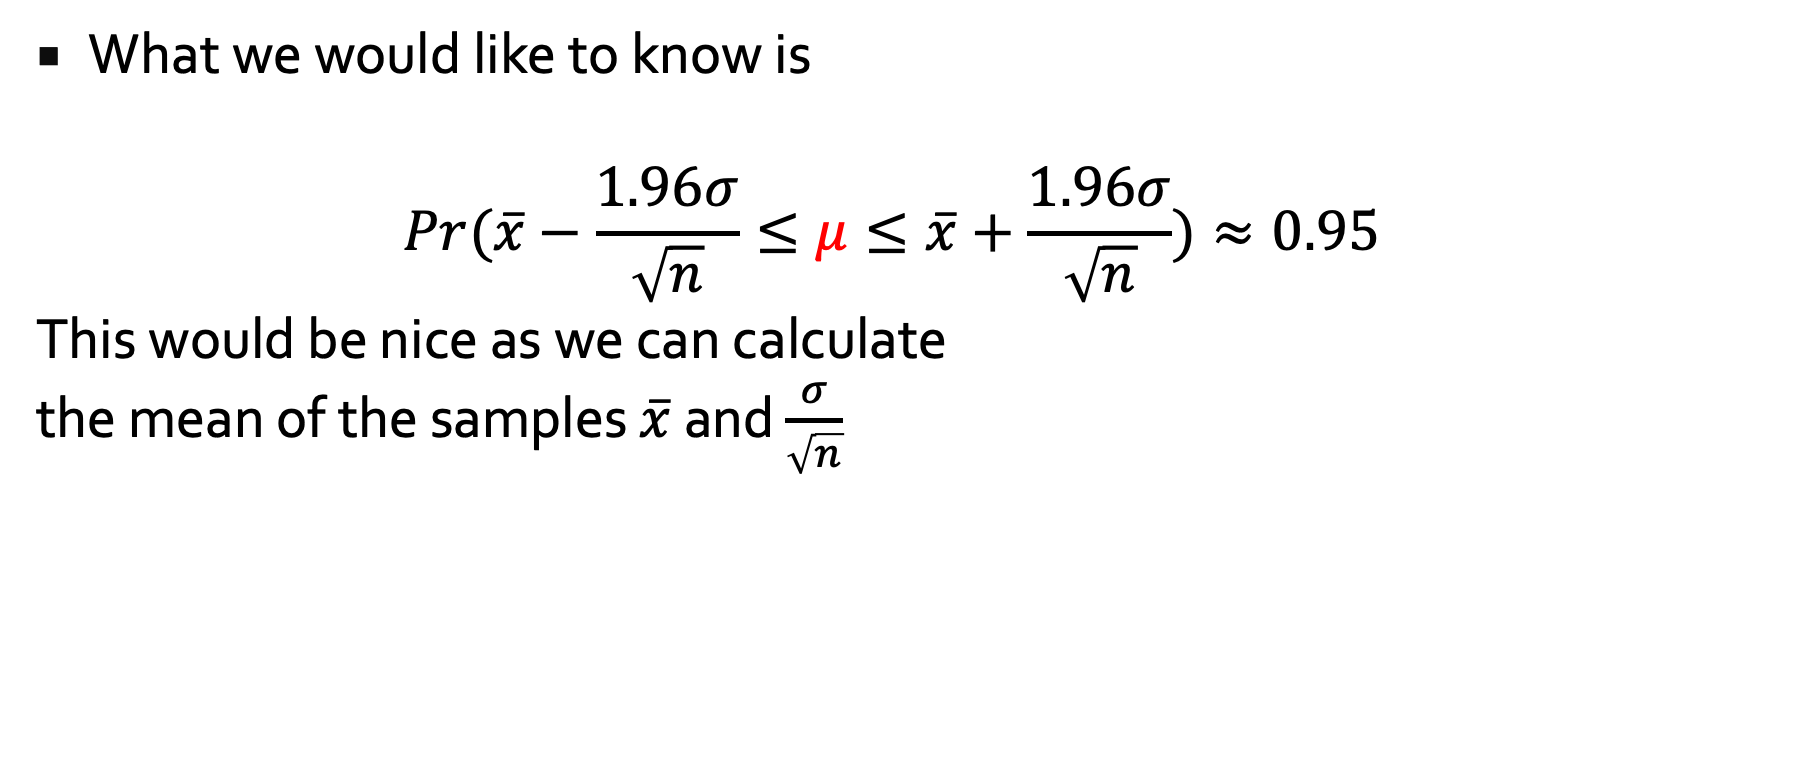 ▪ What we would like to know is
Pr(x̄ − 1.96σ/√n ≤ μ ≤ x̄ + 1.96σ/√n) ≈ 0.95
This would be nice as we can calculate
the mean of the samples x̄ and σ/√n